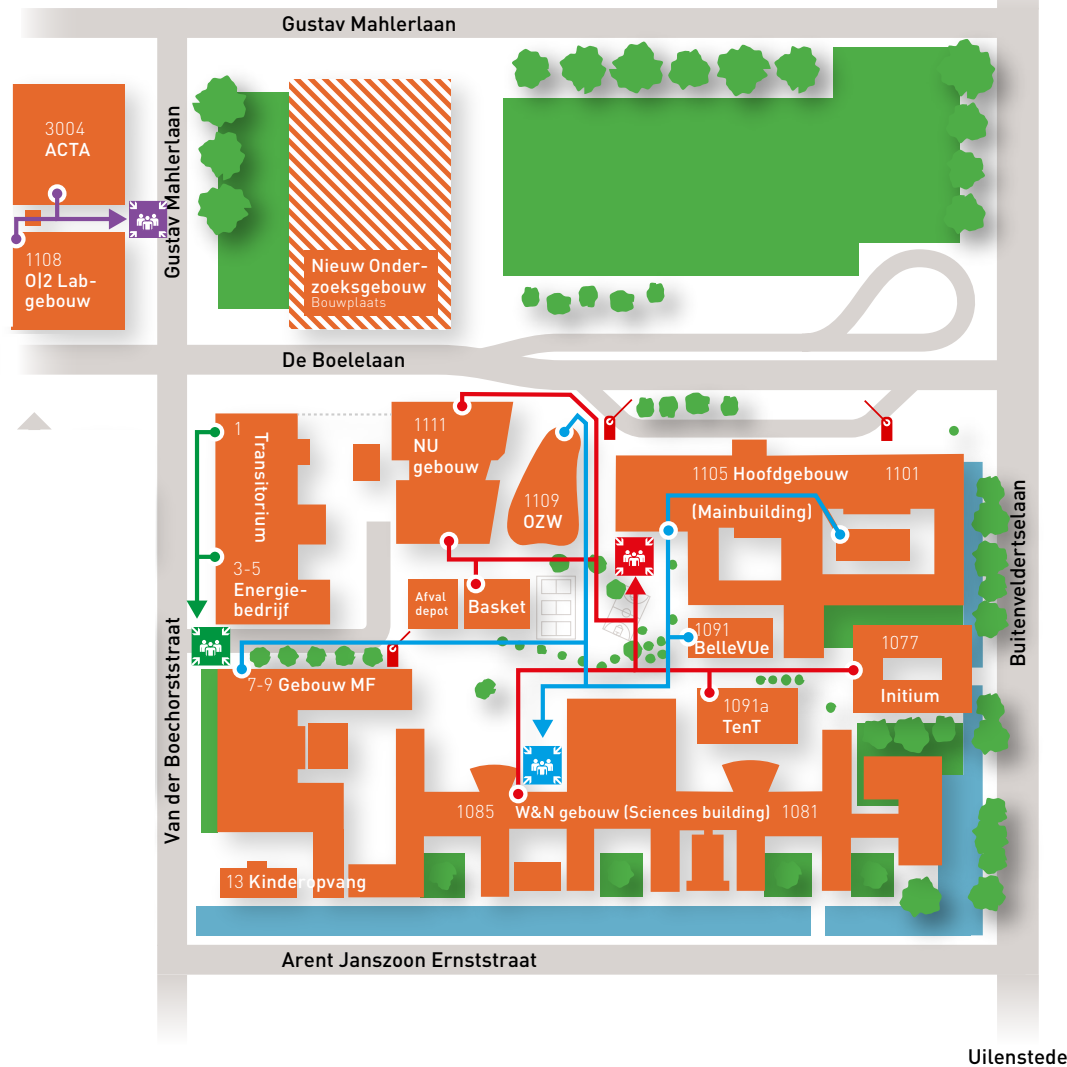 Gustav Mahlerlaan
Gustav Mahlerlaan
3004
ACTA
1108
O|2 Lab-
gebouw
Nieuw Onder-
zoeksgebouw
Bouwplaats
De Boelelaan
1
Transitorium
3-5
Energie-
bedrijf
1111
NU
gebouw
1109
OZW
1105 Hoofdgebouw 1101
(Mainbuilding)
Afval
depot
Basket
1091
BelleVUe
1077
Initium
7-9 Gebouw MF
1091a
TenT
Van der Boechorststraat
Buitenveldertselaan
1085 W&N gebouw (Sciences building) 1081
13 Kinderopvang
Arent Janszoon Ernststraat
Uilenstede